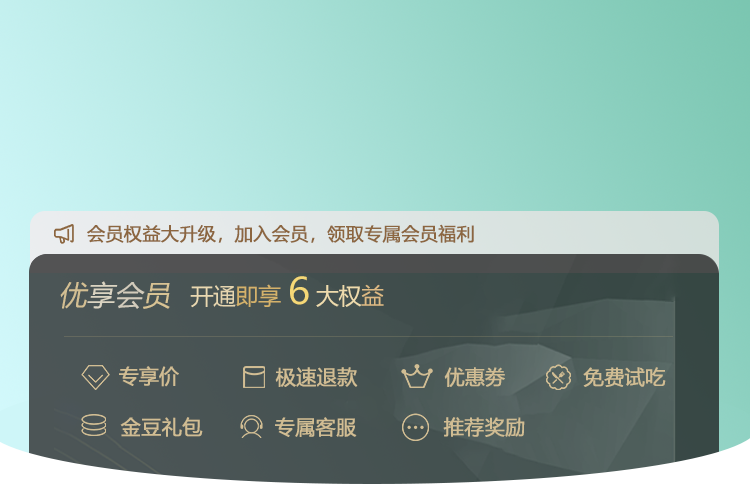 会员权益大升级，加入会员，领取专属会员福利
优享会员 开通即享 6 大权益
专享价 极速退款 优惠券 免费试吃
金豆礼包 专属客服 推荐奖励